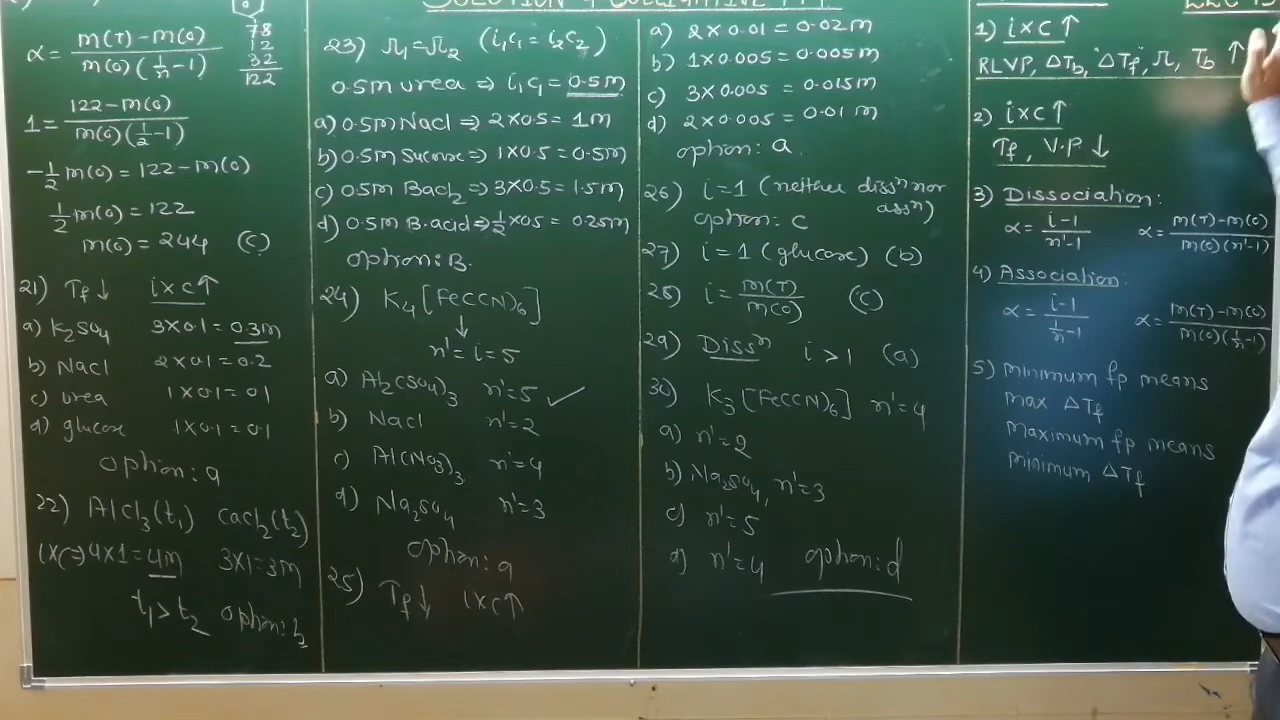 α = m(T) - m(O) / m(O) (1/n - 1)
78
12
32
122
1 = 122 - m(O) / m(O) (1/2 - 1)
-1/2 m(O) = 122 - m(O)
1/2 m(O) = 122
m(O) = 244 (C)
21) Tf ↓ i×c↑
a) K2SO4 3×0.1 = 0.3m
b) NaCl 2×0.1 = 0.2
c) urea 1×0.1 = 0.1
d) glucose 1×0.1 = 0.1
option: a
22) AlCl3(t1) CaCl2(t2)
i×c ⇒ 4×1 = 4m 3×1 = 3m
t1 > t2 option: b
23) π1 = π2 (i1c1 = i2c2)
0.5m urea ⇒ i1c1 = 0.5m
a) 0.5m NaCl ⇒ 2×0.5 = 1m
b) 0.5m Sucrose ⇒ 1×0.5 = 0.5m
c) 0.5m BaCl2 ⇒ 3×0.5 = 1.5m
d) 0.5m B.acid ⇒ 1/2×0.5 = 0.25m
option: B.
24) K4[Fe(CN)6]
↓
n' = i = 5
a) Al2(SO4)3 n'=5 ✓
b) NaCl n'=2
c) Al(NO3)3 n'=4
d) Na2SO4 n'=3
option: a
25) Tf↓ i×c↑
a) 2×0.01 = 0.02m
b) 1×0.005 = 0.005m
c) 3×0.005 = 0.015m
d) 2×0.005 = 0.01m
option: a.
26) i=1 (neither dissn nor
assn)
option: c
27) i=1 (glucose) (b)
28) i = m(T) / m(O) (C)
29) Dissn i > 1 (a)
30) K3[Fe(CN)6] n'=4
a) n'=2
b) Na2SO4, n'=3
c) n'=5
d) n'=4 option: d
1) i×c↑
RLVP, ΔTb, ΔTf, π, Tb ↑
2) i×c↑
Tf, V.P ↓
3) Dissociation:
α = i-1 / n'-1 α = m(T)-m(O) / m(O)(n'-1)
4) Association:
α = i-1 / 1/n-1 α = m(T)-m(O) / m(O)(1/n-1)
5) minimum fp means
max ΔTf
maximum fp means
minimum ΔTf